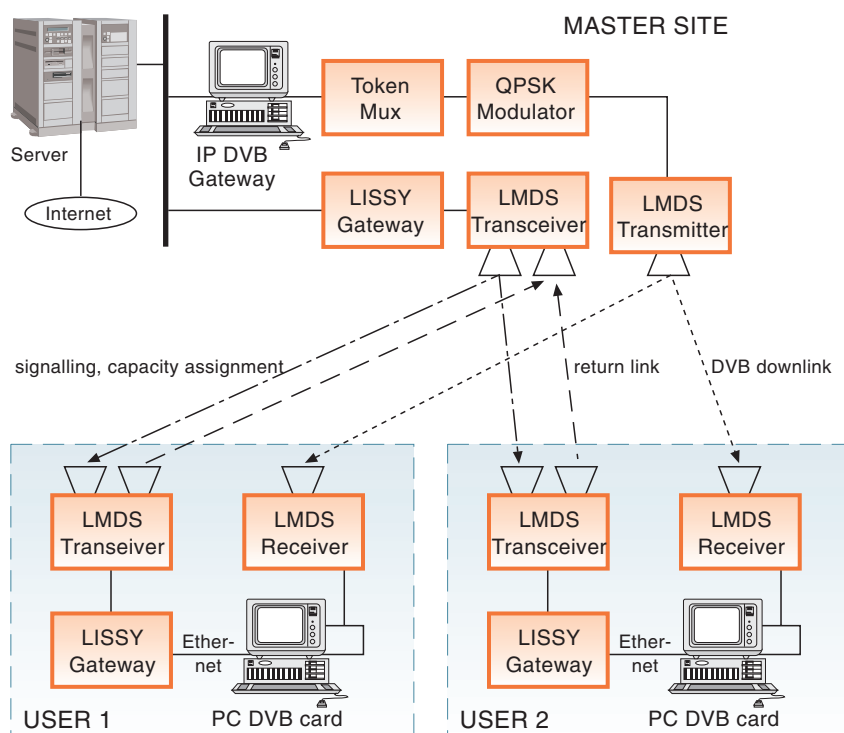 MASTER SITE
Server
Internet
IP DVB
Gateway
Token
Mux
QPSK
Modulator
LISSY
Gateway
LMDS
Transceiver
LMDS
Transmitter
signalling, capacity assignment
return link
DVB downlink
LMDS
Transeiver
LMDS
Receiver
LISSY
Gateway
Ether-
net
USER 1
PC DVB card
LMDS
Transceiver
LMDS
Receiver
LISSY
Gateway
Ether-
net
USER 2
PC DVB card